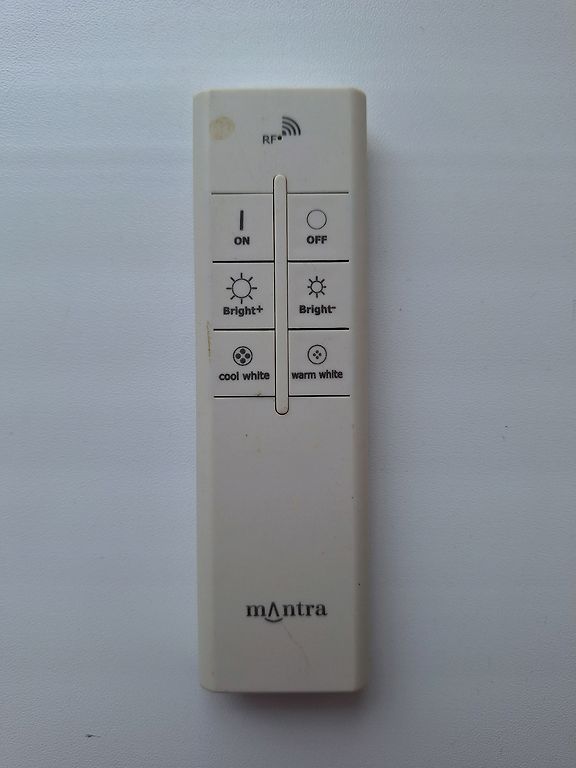 RF
ON OFF
Bright+ Bright-
cool white warm white
mantra